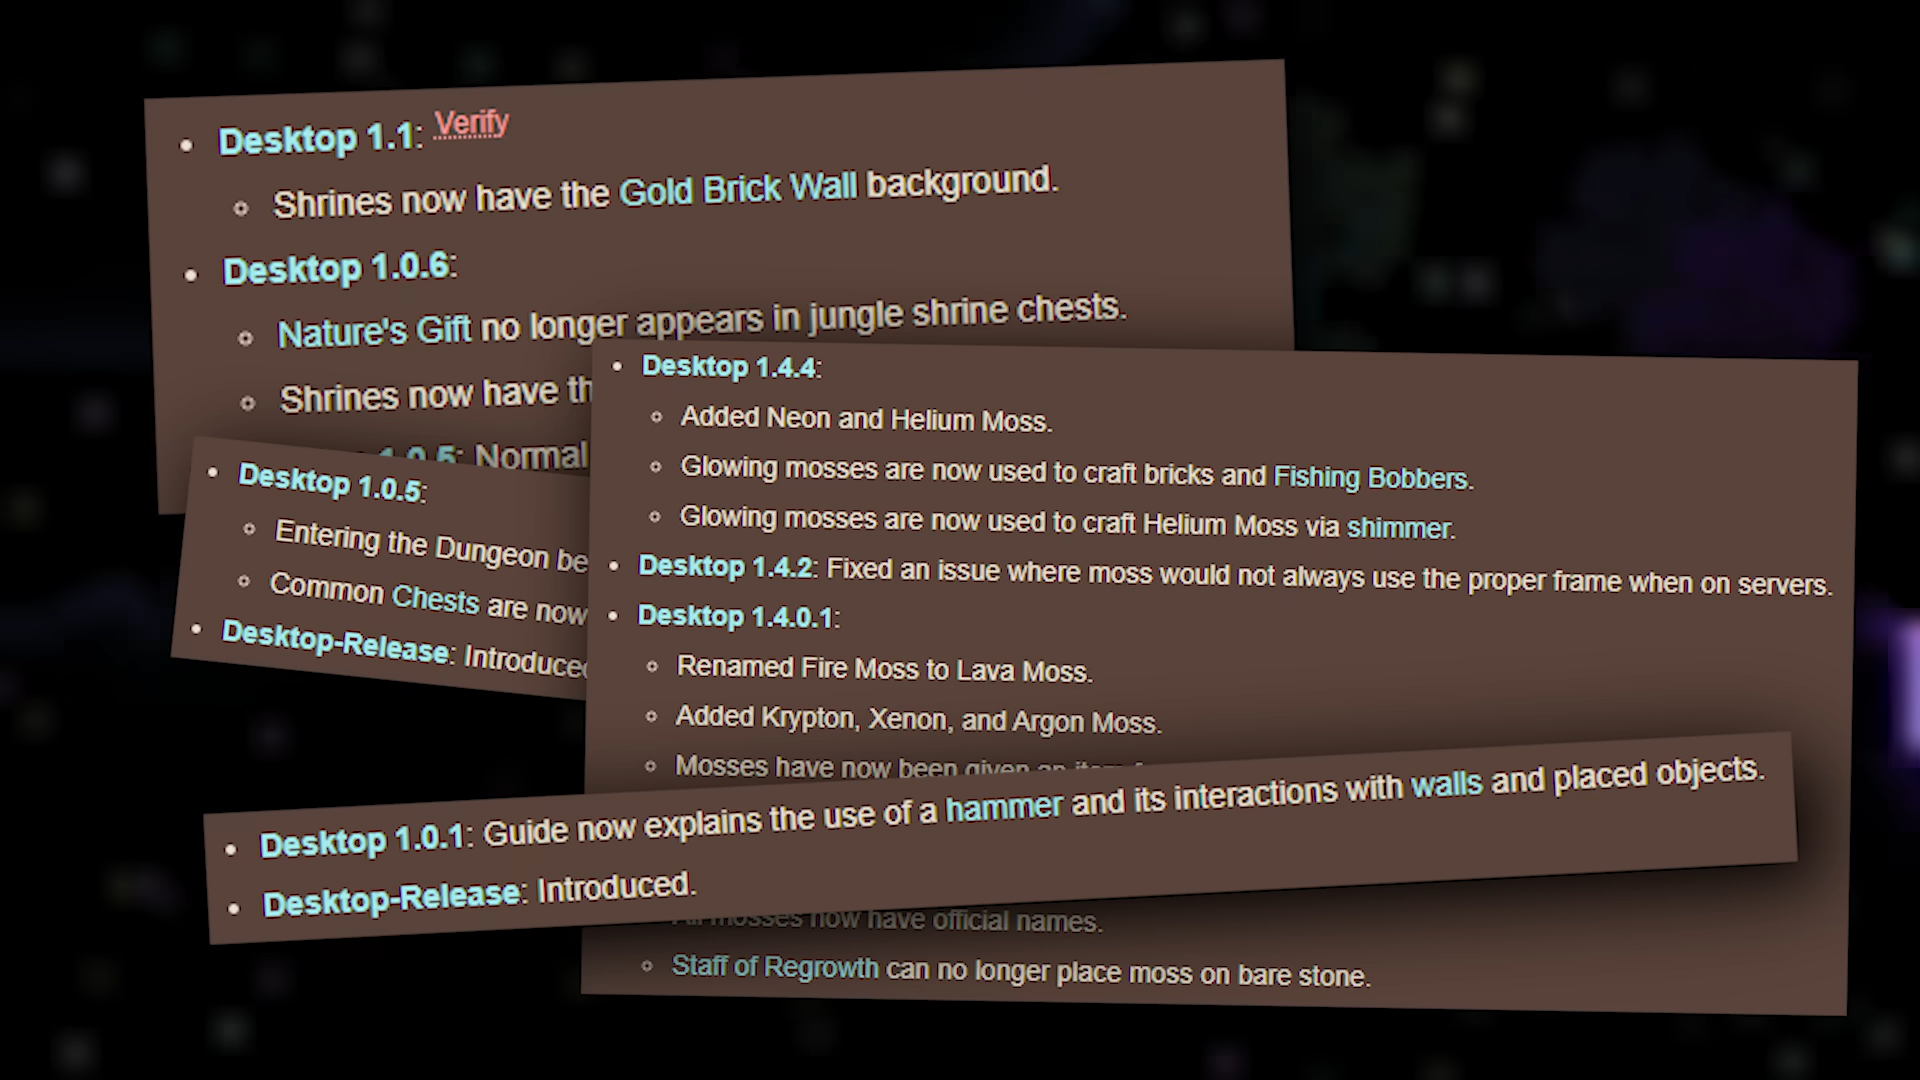 Desktop 1.1: Verify
Shrines now have the Gold Brick Wall background.
Desktop 1.0.6:
Nature's Gift no longer appears in jungle shrine chests.
Shrines now have
1.0.5: Normal
Desktop 1.0.5:
Entering the Dungeon
Common Chests are now
Desktop-Release: Introduced
Desktop 1.4.4:
Added Neon and Helium Moss.
Glowing mosses are now used to craft bricks and Fishing Bobbers.
Glowing mosses are now used to craft Helium Moss via shimmer.
Desktop 1.4.2: Fixed an issue where moss would not always use the proper frame when on servers.
Desktop 1.4.0.1:
Renamed Fire Moss to Lava Moss.
Added Krypton, Xenon, and Argon Moss.
Mosses have now been given an
Desktop 1.0.1: Guide now explains the use of a hammer and its interactions with walls and placed objects.
Desktop-Release: Introduced.
All mosses now have official names.
Staff of Regrowth can no longer place moss on bare stone.